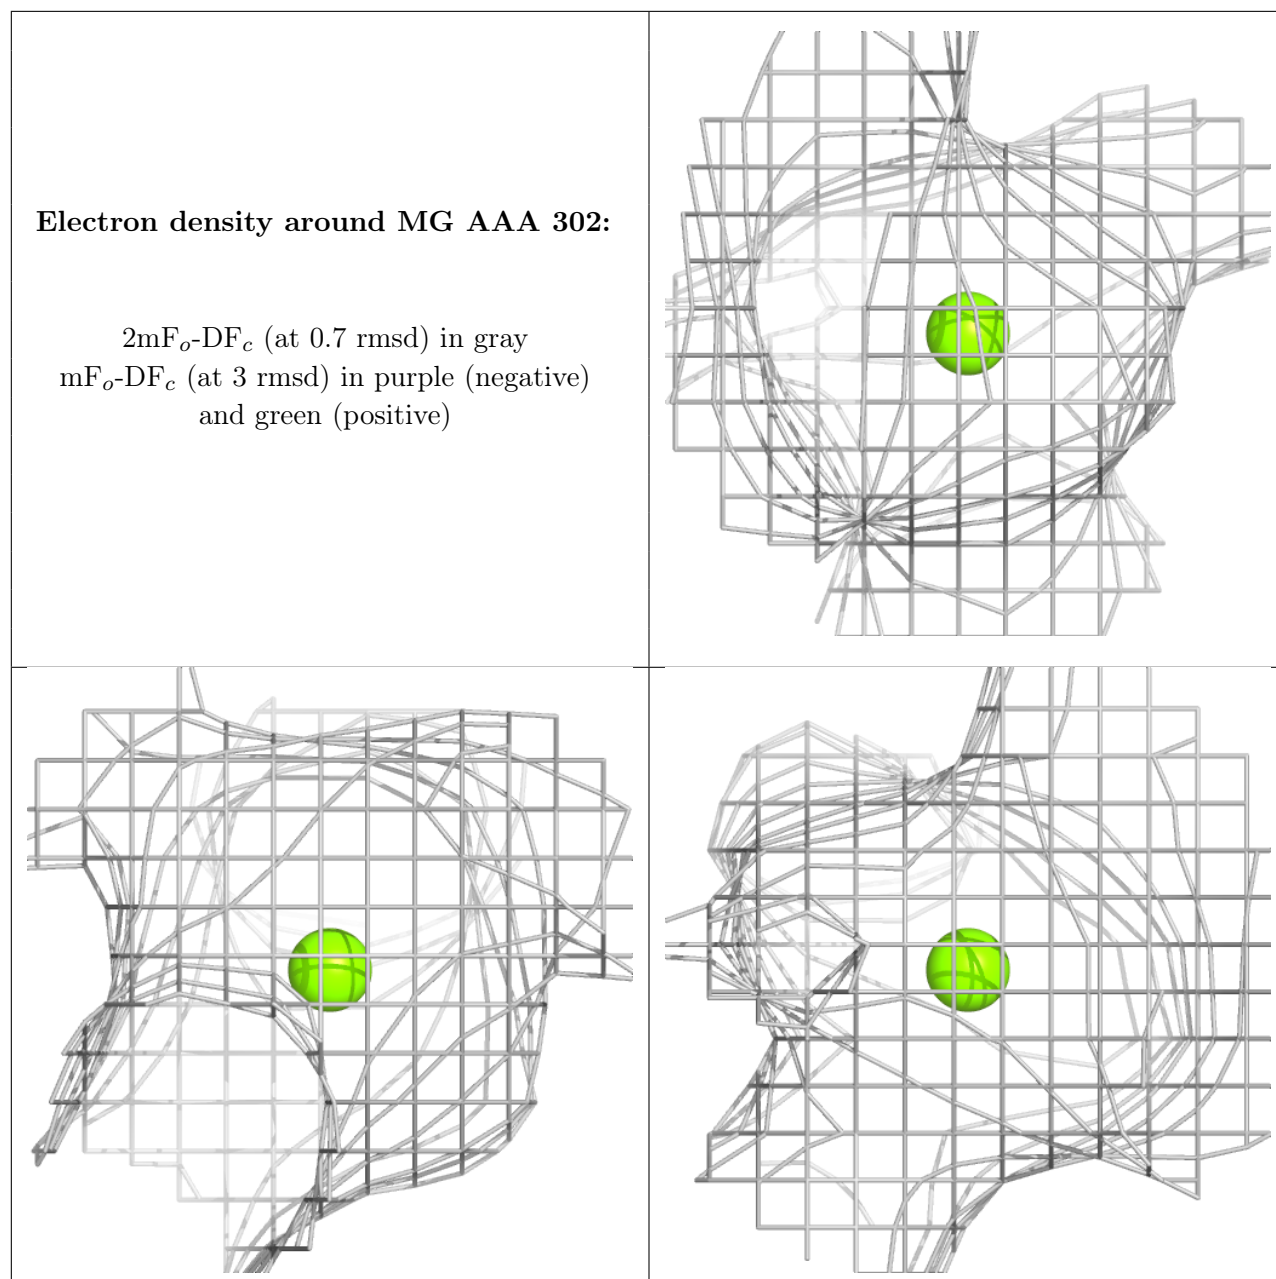 Electron density around MG AAA 302:
2mFo-DFc (at 0.7 rmsd) in gray
mFo-DFc (at 3 rmsd) in purple (negative)
and green (positive)